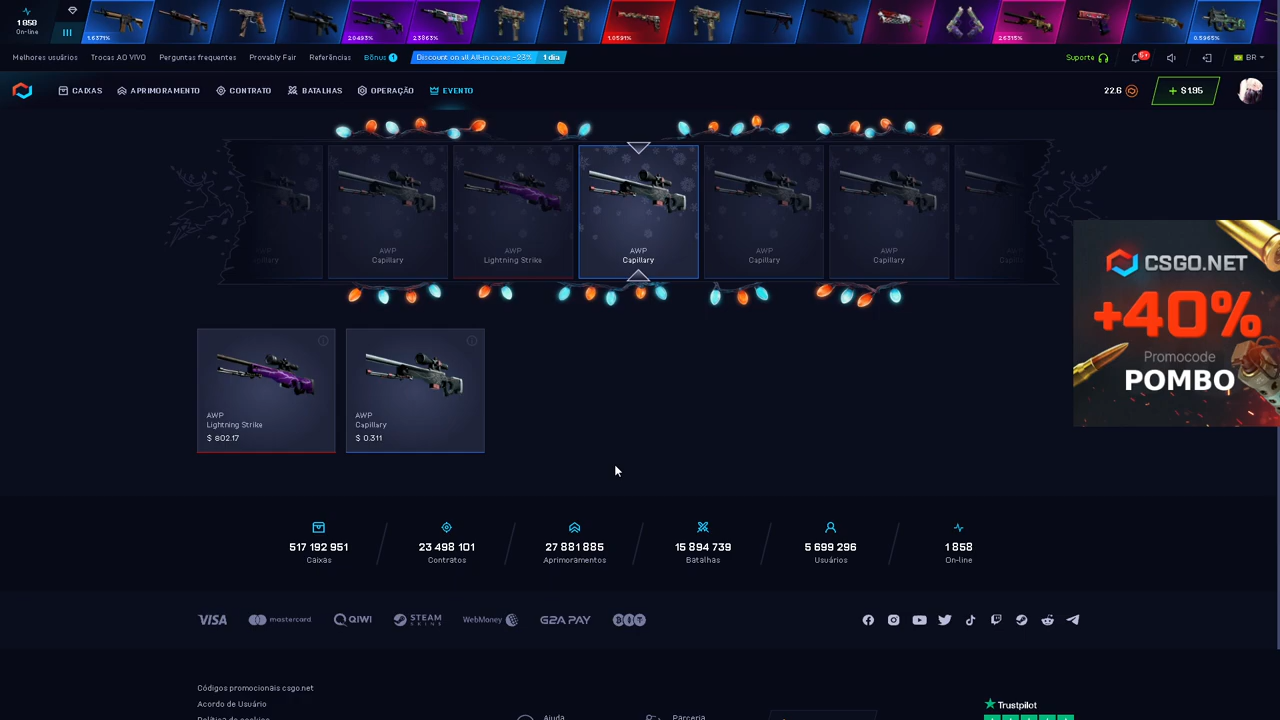 1 858
On-line
1.6371%
2.0493%
2.3863%
1.0591%
2.6315%
0.5965%
Melhores usuários
Trocas AO VIVO
Perguntas frequentes
Provably Fair
Referências
Bônus
Discount on all All-in cases -23%
1 dia
Suporte
5+
BR
CAIXAS
APRIMORAMENTO
CONTRATO
BATALHAS
OPERAÇÃO
EVENTO
22.6
+ $ 1.95
AWP
Capillary
AWP
Lightning Strike
AWP
Capillary
AWP
Capillary
AWP
Capillary
CSGO.NET
+40%
Promocode
POMBO
AWP
Lightning Strike
$ 802.17
AWP
Capillary
$ 0.311
517 192 951
Caixas
23 498 101
Contratos
27 881 885
Aprimoramentos
15 894 739
Batalhas
5 699 296
Usuários
1 858
On-line
VISA
mastercard
QIWI
STEAM
SKINS
WebMoney
G2A PAY
Códigos promocionais csgo.net
Acordo de Usuário
Política de cookies
Ajuda
Parceria
Trustpilot